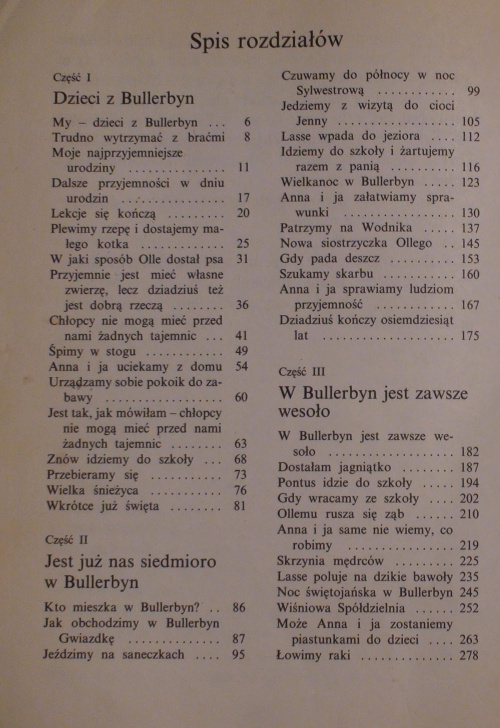 Spis rozdziałów
Część I
Dzieci z Bullerbyn
My – dzieci z Bullerbyn ... 6
Trudno wytrzymać z braćmi 8
Moje najprzyjemniejsze
urodziny ............... 11
Dalsze przyjemności w dniu
urodzin ............... 17
Lekcje się kończą ......... 20
Plewimy rzepę i dostajemy ma-
łego kotka ............. 25
W jaki sposób Olle dostał psa 31
Przyjemnie jest mieć własne
zwierzę, lecz dziadziuś też
jest dobrą rzeczą ........ 36
Chłopcy nie mogą mieć przed
nami żadnych tajemnic ... 41
Śpimy w stogu ............ 49
Anna i ja uciekamy z domu 54
Urządzamy sobie pokoik do za-
bawy .................. 60
Jest tak, jak mówiłam – chłopcy
nie mogą mieć przed nami
żadnych tajemnic ........ 63
Znów idziemy do szkoły ... 68
Przebieramy się ........... 73
Wielka śnieżyca ........... 76
Wkrótce już święta ........ 81
Część II
Jest już nas siedmioro
w Bullerbyn
Kto mieszka w Bullerbyn? .. 86
Jak obchodzimy w Bullerbyn
Gwiazdkę .............. 87
Jeździmy na saneczkach .... 95
Czuwamy do północy w noc
Sylwestrową ............ 99
Jedziemy z wizytą do cioci
Jenny ................. 105
Lasse wpada do jeziora .... 112
Idziemy do szkoły i żartujemy
razem z panią ........... 116
Wielkanoc w Bullerbyn ..... 123
Anna i ja załatwiamy spra-
wunki ................. 130
Patrzymy na Wodnika ..... 137
Nowa siostrzyczka Ollego .. 145
Gdy pada deszcz .......... 153
Szukamy skarbu ........... 160
Anna i ja sprawiamy ludziom
przyjemność ............ 167
Dziadziuś kończy osiemdziesiąt
lat .................... 175
Część III
W Bullerbyn jest zawsze
wesoło
W Bullerbyn jest zawsze we-
soło ................... 182
Dostałam jagniątko ........ 187
Pontus idzie do szkoły ..... 194
Gdy wracamy ze szkoły .... 202
Ollemu rusza się ząb ...... 210
Anna i ja same nie wiemy, co
robimy ................ 219
Skrzynia mędrców ......... 225
Lasse poluje na dzikie bawoły 235
Noc świętojańska w Bullerbyn 245
Wiśniowa Spółdzielnia ...... 252
Może Anna i ja zostaniemy
piastunkami do dzieci .... 263
Łowimy raki .............. 278